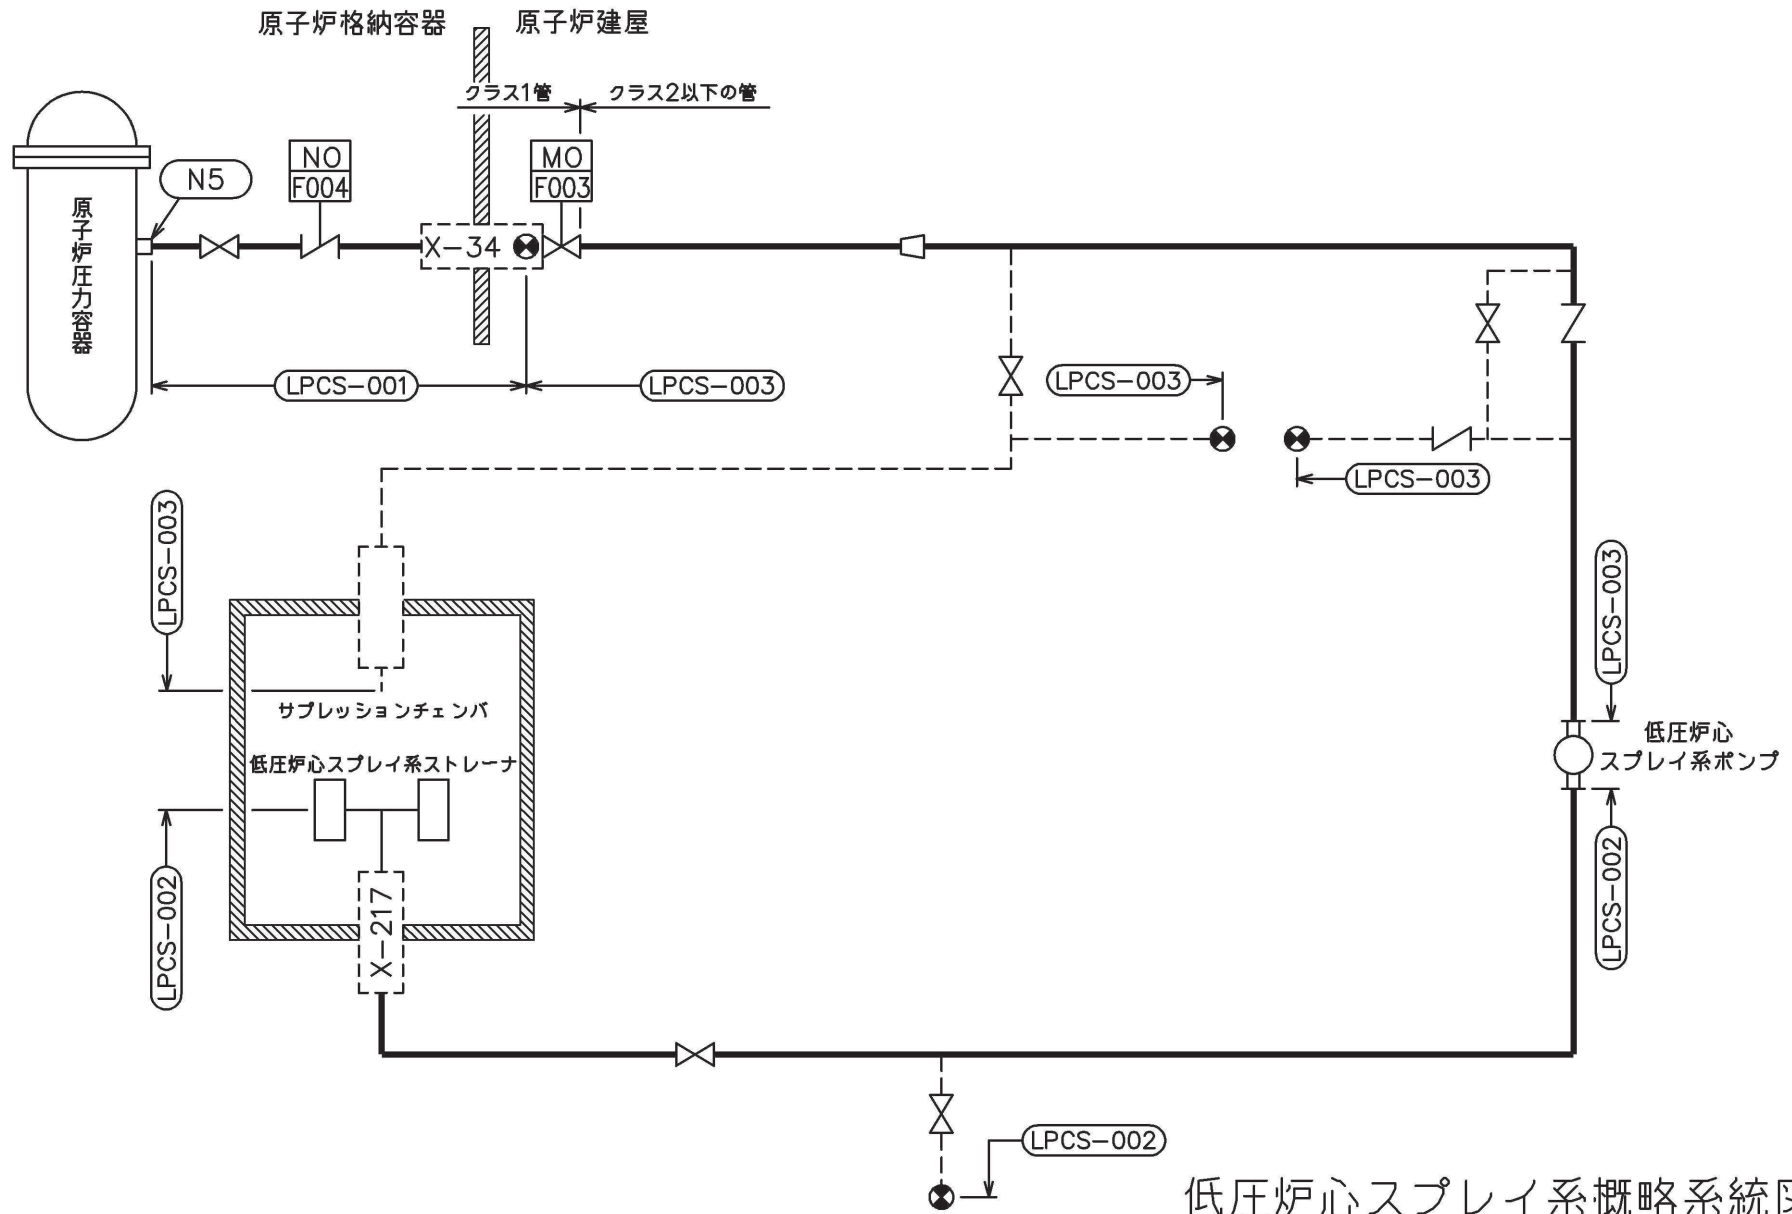 原子炉格納容器
原子炉建屋
クラス1管
クラス2以下の管
N5
NO
F004
MO
F003
原子炉圧力容器
X-34
LPCS-001
LPCS-003
LPCS-003
LPCS-003
LPCS-003
LPCS-003
サプレッションチェンバ
低圧炉心
スプレイ系ポンプ
低圧炉心スプレイ系ストレーナ
LPCS-002
LPCS-002
X-217
LPCS-002
低圧炉心スプレイ系概略系統